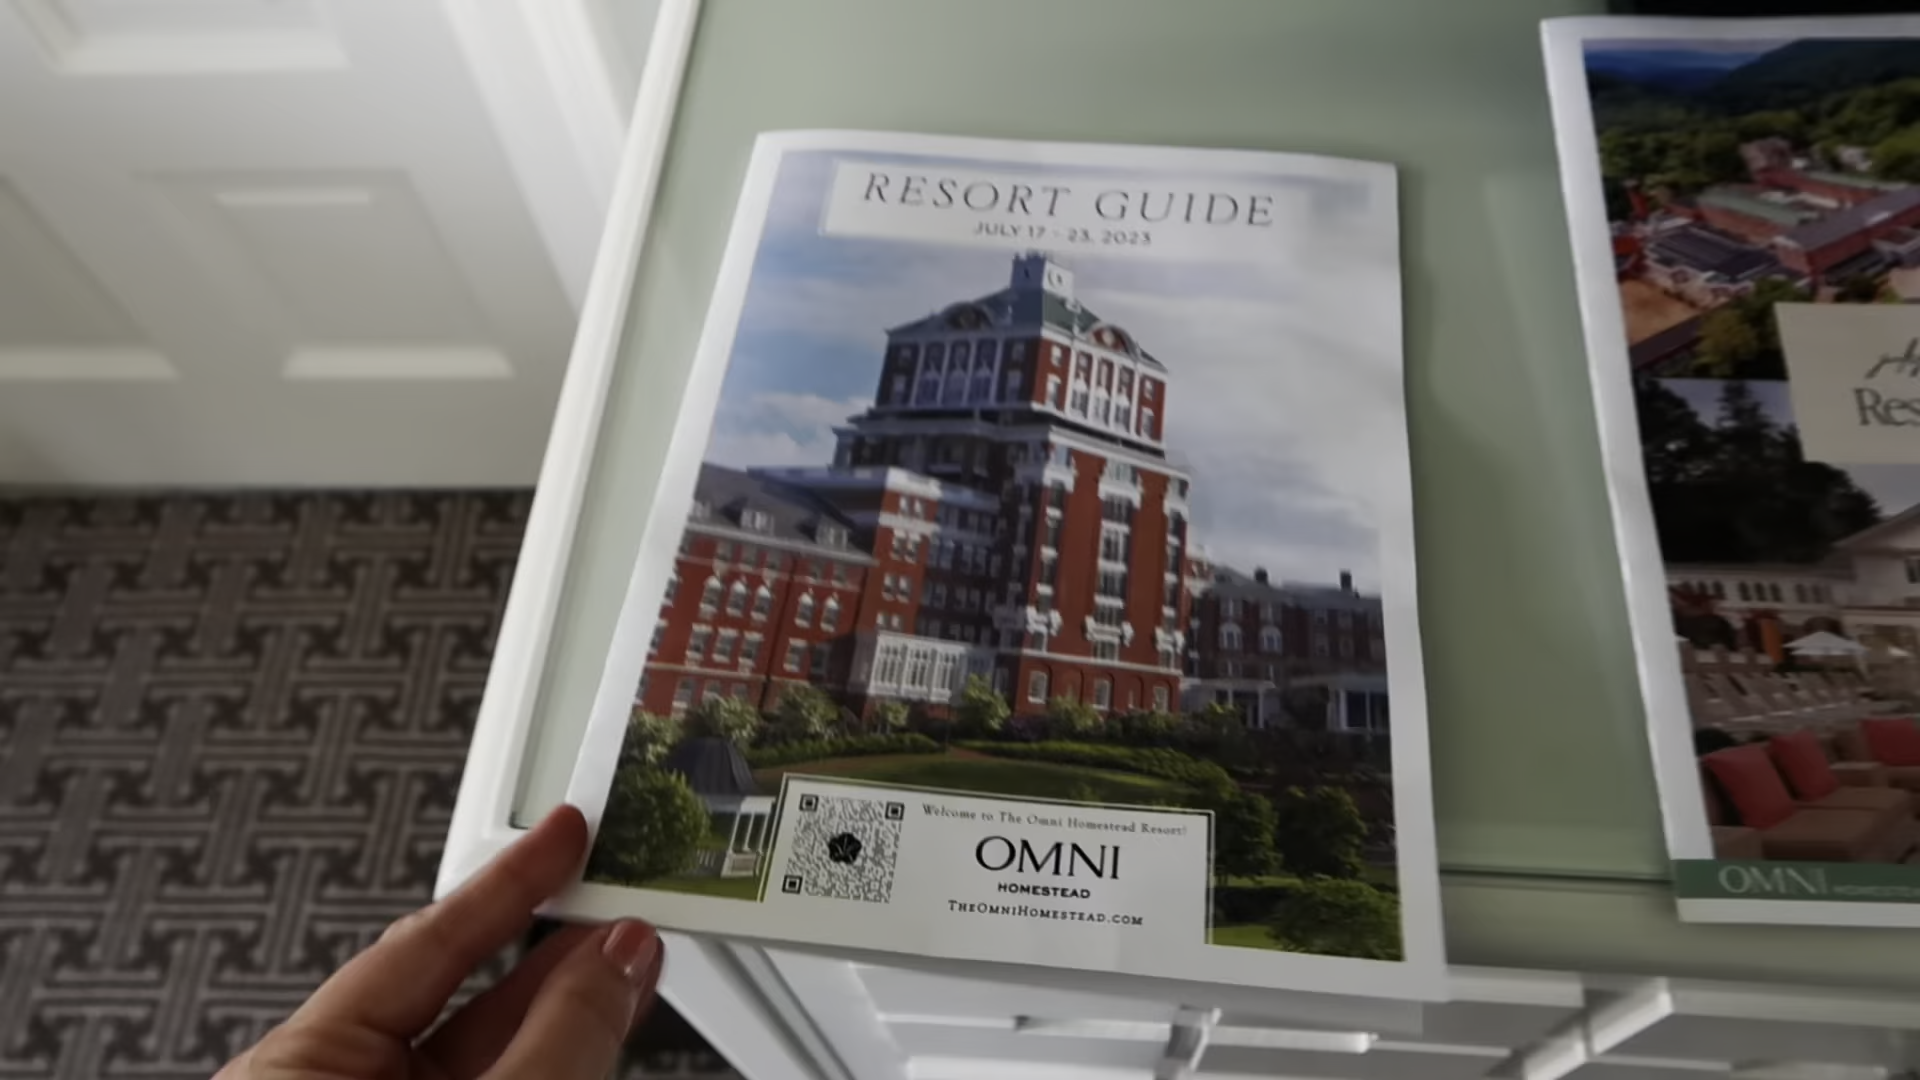 RESORT GUIDE
JULY 17 - 23, 2023
Welcome to The Omni Homestead Resort!
OMNI
HOMESTEAD
TheOmniHomestead.com
OMNI